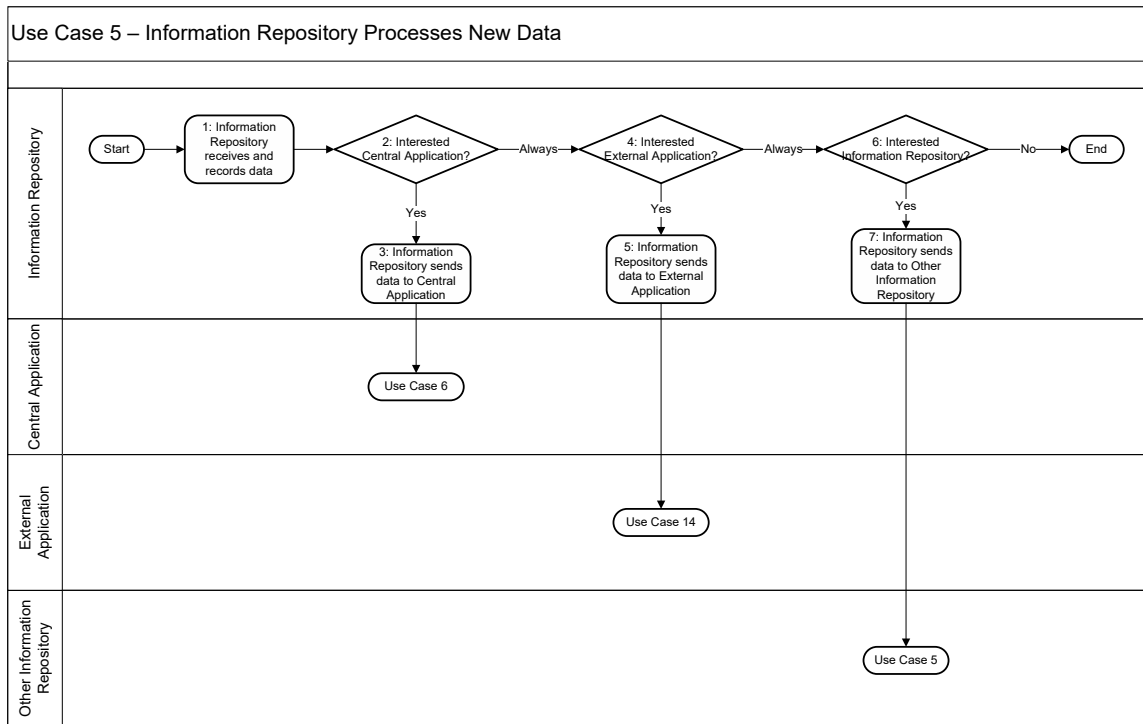 Use Case 5 – Information Repository Processes New Data
Information Repository
Start
1: Information
Repository
receives and
records data
2: Interested
Central Application?
Always
4: Interested
External Application?
Always
6: Interested
Information Repository?
No
End
Yes
Yes
Yes
3: Information
Repository sends
data to Central
Application
5: Information
Repository sends
data to External
Application
7: Information
Repository sends
data to Other
Information
Repository
Central Application
Use Case 6
External
Application
Use Case 14
Other Information
Repository
Use Case 5